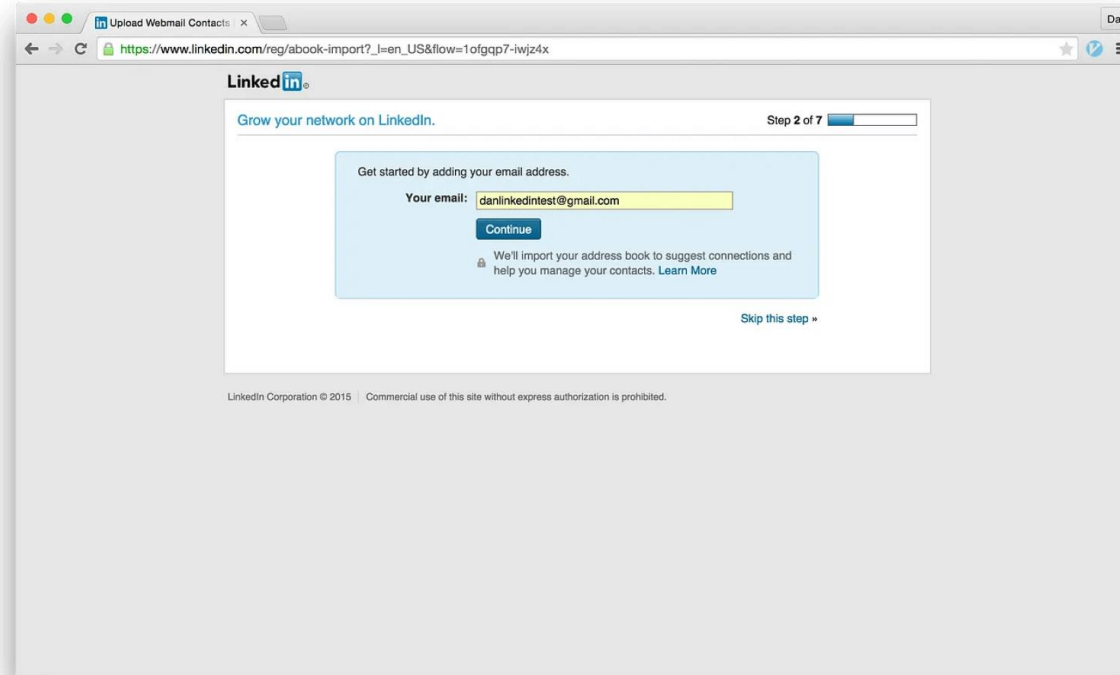 Upload Webmail Contacts
Da
https://www.linkedin.com/reg/abook-import?_l=en_US&flow=1ofgqp7-iwjz4x
Linked in
Grow your network on LinkedIn.
Step 2 of 7
Get started by adding your email address.
Your email: danlinkedintest@gmail.com
Continue
We'll import your address book to suggest connections and
help you manage your contacts. Learn More
Skip this step »
LinkedIn Corporation © 2015 | Commercial use of this site without express authorization is prohibited.